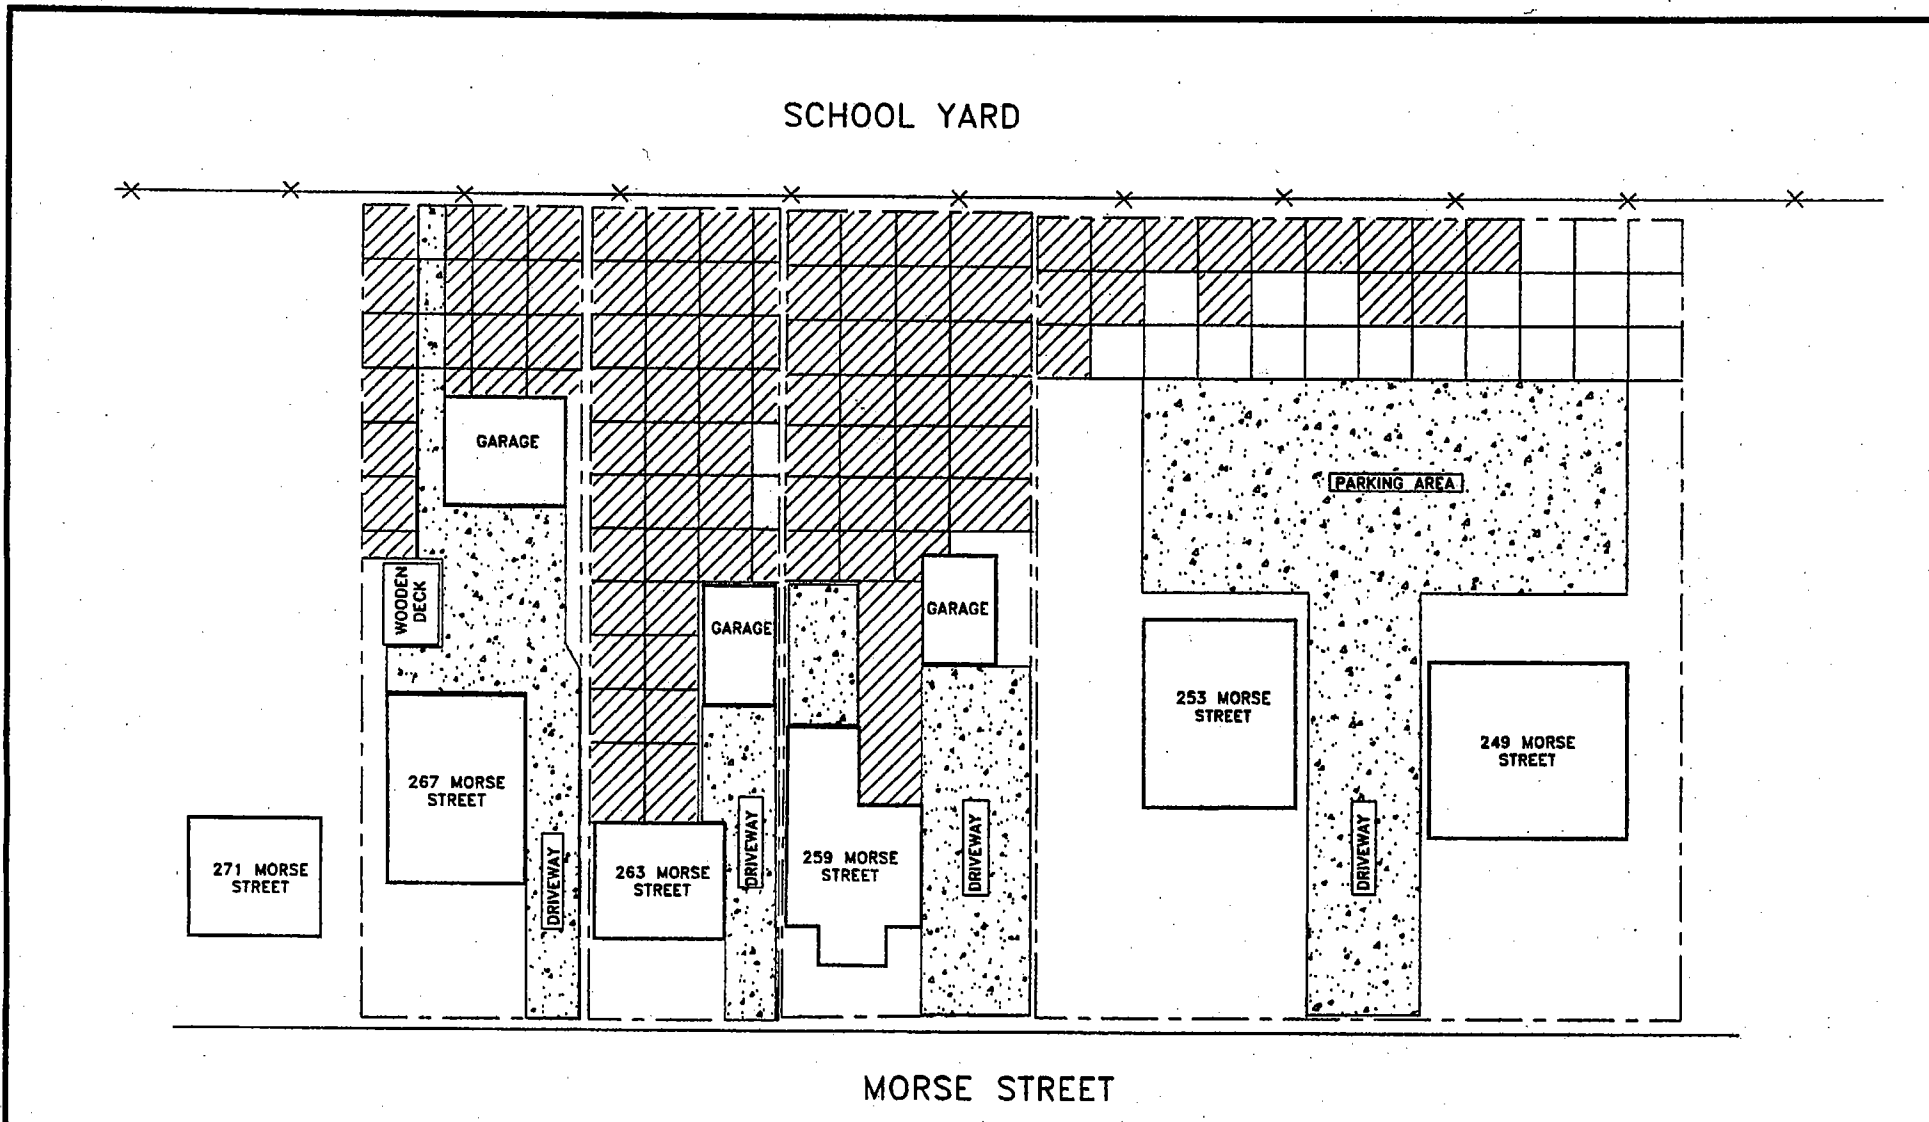 SCHOOL YARD
GARAGE
PARKING AREA
WOODEN
DECK
GARAGE
GARAGE
253 MORSE
STREET
249 MORSE
STREET
267 MORSE
STREET
271 MORSE
STREET
DRIVEWAY
263 MORSE
STREET
DRIVEWAY
259 MORSE
STREET
DRIVEWAY
DRIVEWAY
MORSE STREET